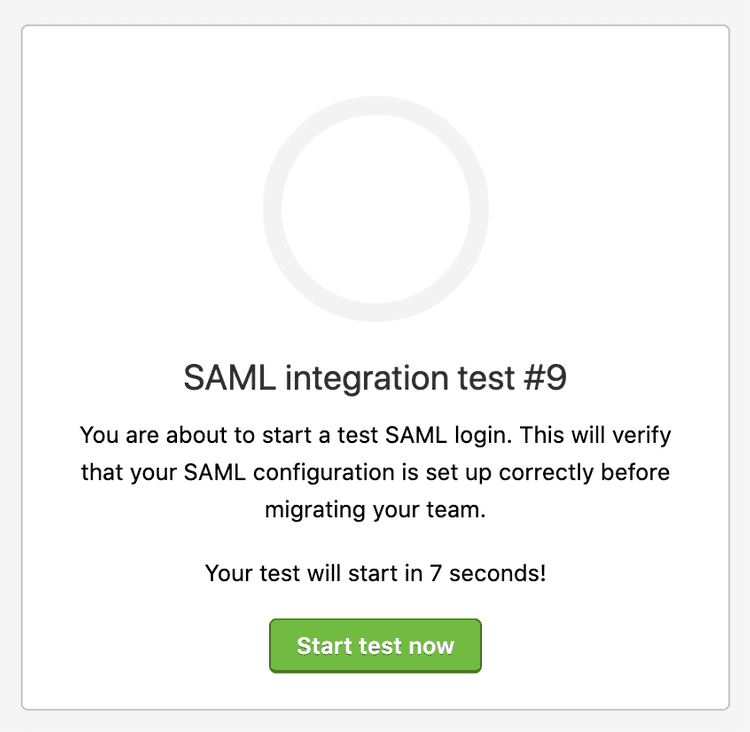 SAML integration test #9
You are about to start a test SAML login. This will verify
that your SAML configuration is set up correctly before
migrating your team.
Your test will start in 7 seconds!
Start test now